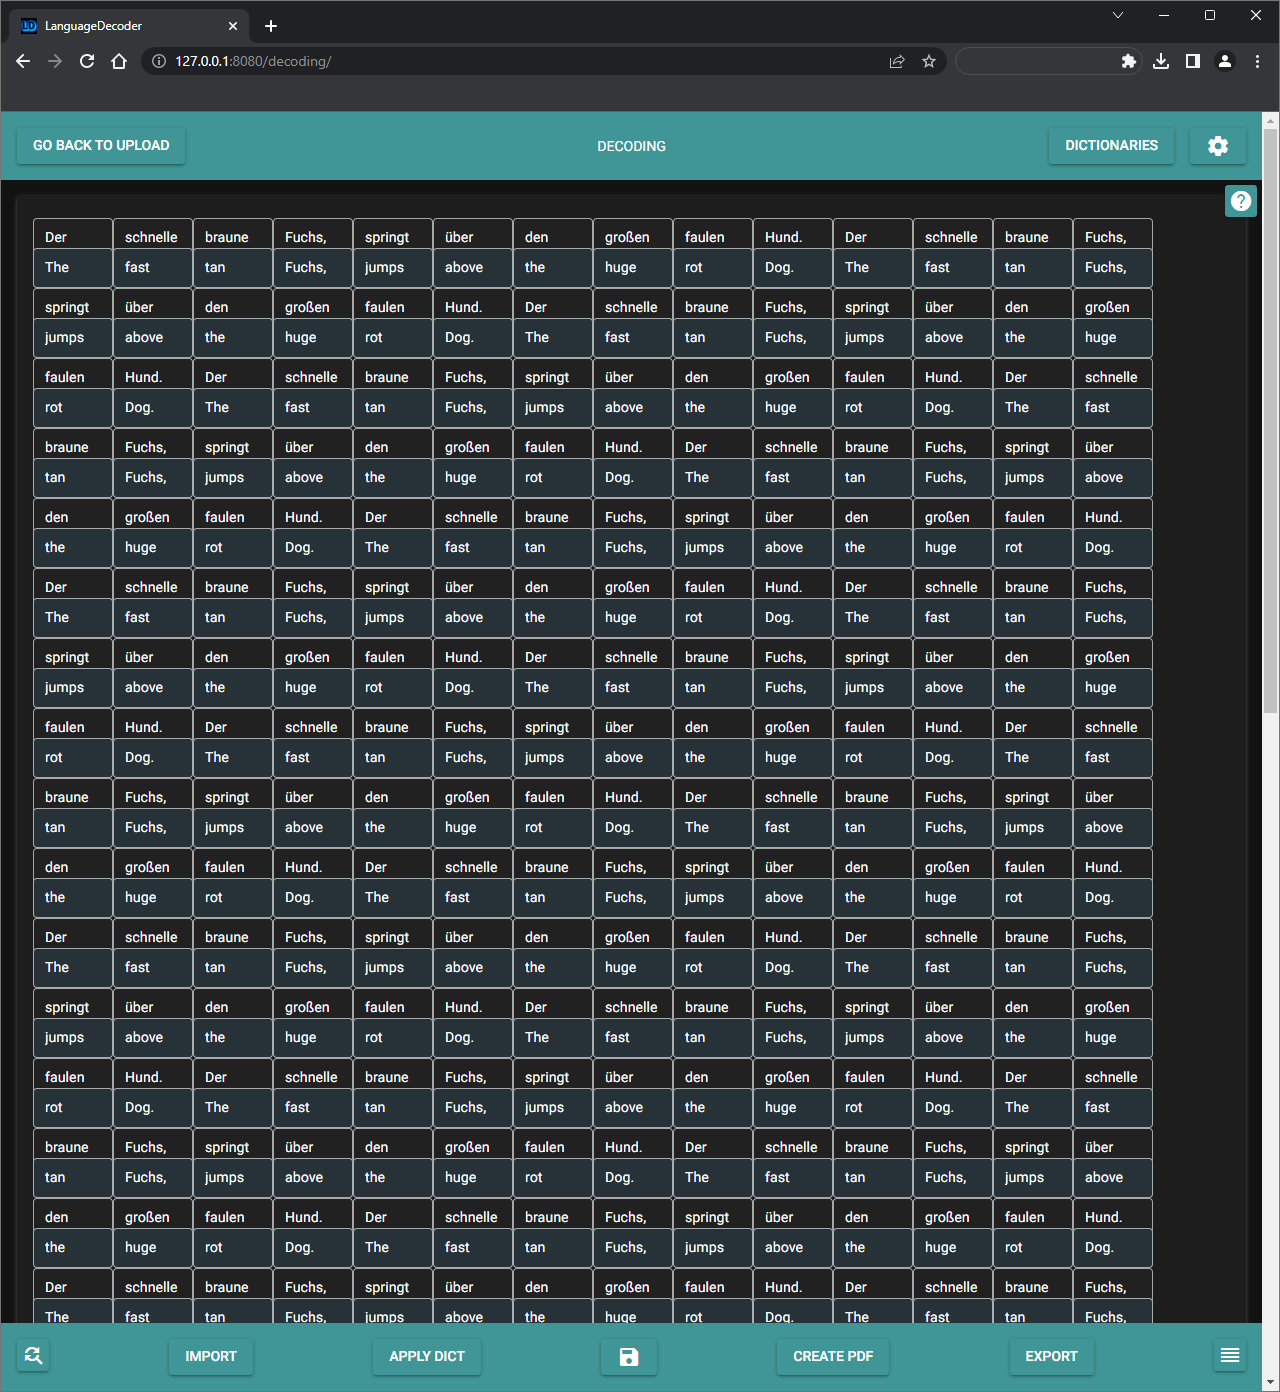 LD LanguageDecoder
127.0.0.1:8080/decoding/
GO BACK TO UPLOAD DECODING DICTIONARIES
Der schnelle braune Fuchs, springt über den großen faulen Hund. Der schnelle braune Fuchs,
The fast tan Fuchs, jumps above the huge rot Dog. The fast tan Fuchs,
springt über den großen faulen Hund. Der schnelle braune Fuchs, springt über den großen
jumps above the huge rot Dog. The fast tan Fuchs, jumps above the huge
faulen Hund. Der schnelle braune Fuchs, springt über den großen faulen Hund. Der schnelle
rot Dog. The fast tan Fuchs, jumps above the huge rot Dog. The fast
braune Fuchs, springt über den großen faulen Hund. Der schnelle braune Fuchs, springt über
tan Fuchs, jumps above the huge rot Dog. The fast tan Fuchs, jumps above
den großen faulen Hund. Der schnelle braune Fuchs, springt über den großen faulen Hund.
the huge rot Dog. The fast tan Fuchs, jumps above the huge rot Dog.
Der schnelle braune Fuchs, springt über den großen faulen Hund. Der schnelle braune Fuchs,
The fast tan Fuchs, jumps above the huge rot Dog. The fast tan Fuchs,
springt über den großen faulen Hund. Der schnelle braune Fuchs, springt über den großen
jumps above the huge rot Dog. The fast tan Fuchs, jumps above the huge
faulen Hund. Der schnelle braune Fuchs, springt über den großen faulen Hund. Der schnelle
rot Dog. The fast tan Fuchs, jumps above the huge rot Dog. The fast
braune Fuchs, springt über den großen faulen Hund. Der schnelle braune Fuchs, springt über
tan Fuchs, jumps above the huge rot Dog. The fast tan Fuchs, jumps above
den großen faulen Hund. Der schnelle braune Fuchs, springt über den großen faulen Hund.
the huge rot Dog. The fast tan Fuchs, jumps above the huge rot Dog.
Der schnelle braune Fuchs, springt über den großen faulen Hund. Der schnelle braune Fuchs,
The fast tan Fuchs, jumps above the huge rot Dog. The fast tan Fuchs,
springt über den großen faulen Hund. Der schnelle braune Fuchs, springt über den großen
jumps above the huge rot Dog. The fast tan Fuchs, jumps above the huge
faulen Hund. Der schnelle braune Fuchs, springt über den großen faulen Hund. Der schnelle
rot Dog. The fast tan Fuchs, jumps above the huge rot Dog. The fast
braune Fuchs, springt über den großen faulen Hund. Der schnelle braune Fuchs, springt über
tan Fuchs, jumps above the huge rot Dog. The fast tan Fuchs, jumps above
den großen faulen Hund. Der schnelle braune Fuchs, springt über den großen faulen Hund.
the huge rot Dog. The fast tan Fuchs, jumps above the huge rot Dog.
Der schnelle braune Fuchs, springt über den großen faulen Hund. Der schnelle braune Fuchs,
The fast tan Fuchs, jumps above the huge rot Dog. The fast tan Fuchs,
IMPORT APPLY DICT CREATE PDF EXPORT